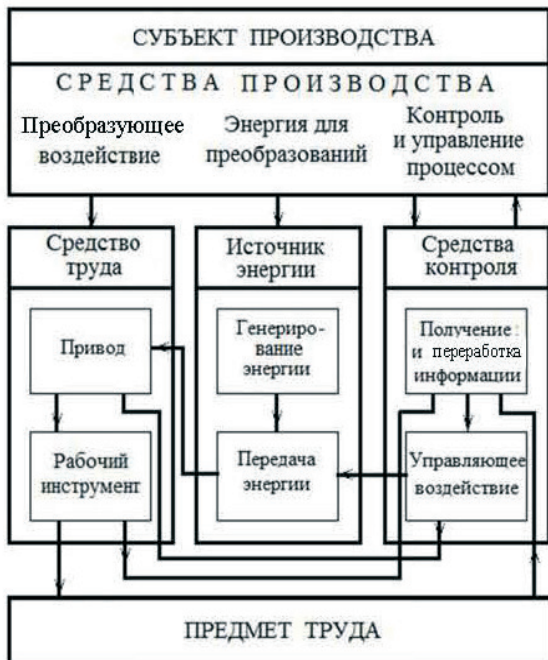 СУБЪЕКТ ПРОИЗВОДСТВА
СРЕДСТВА ПРОИЗВОДСТВА
Преобразующее
воздействие
Энергия для
преобразований
Контроль
и управление
процессом
Средство
труда
Источник
энергии
Средства
контроля
Привод
Генериро-
вание
энергии
Получение :
и переработка
информации
Рабочий
инструмент
Передача
энергии
Управляющее
воздействие
ПРЕДМЕТ ТРУДА